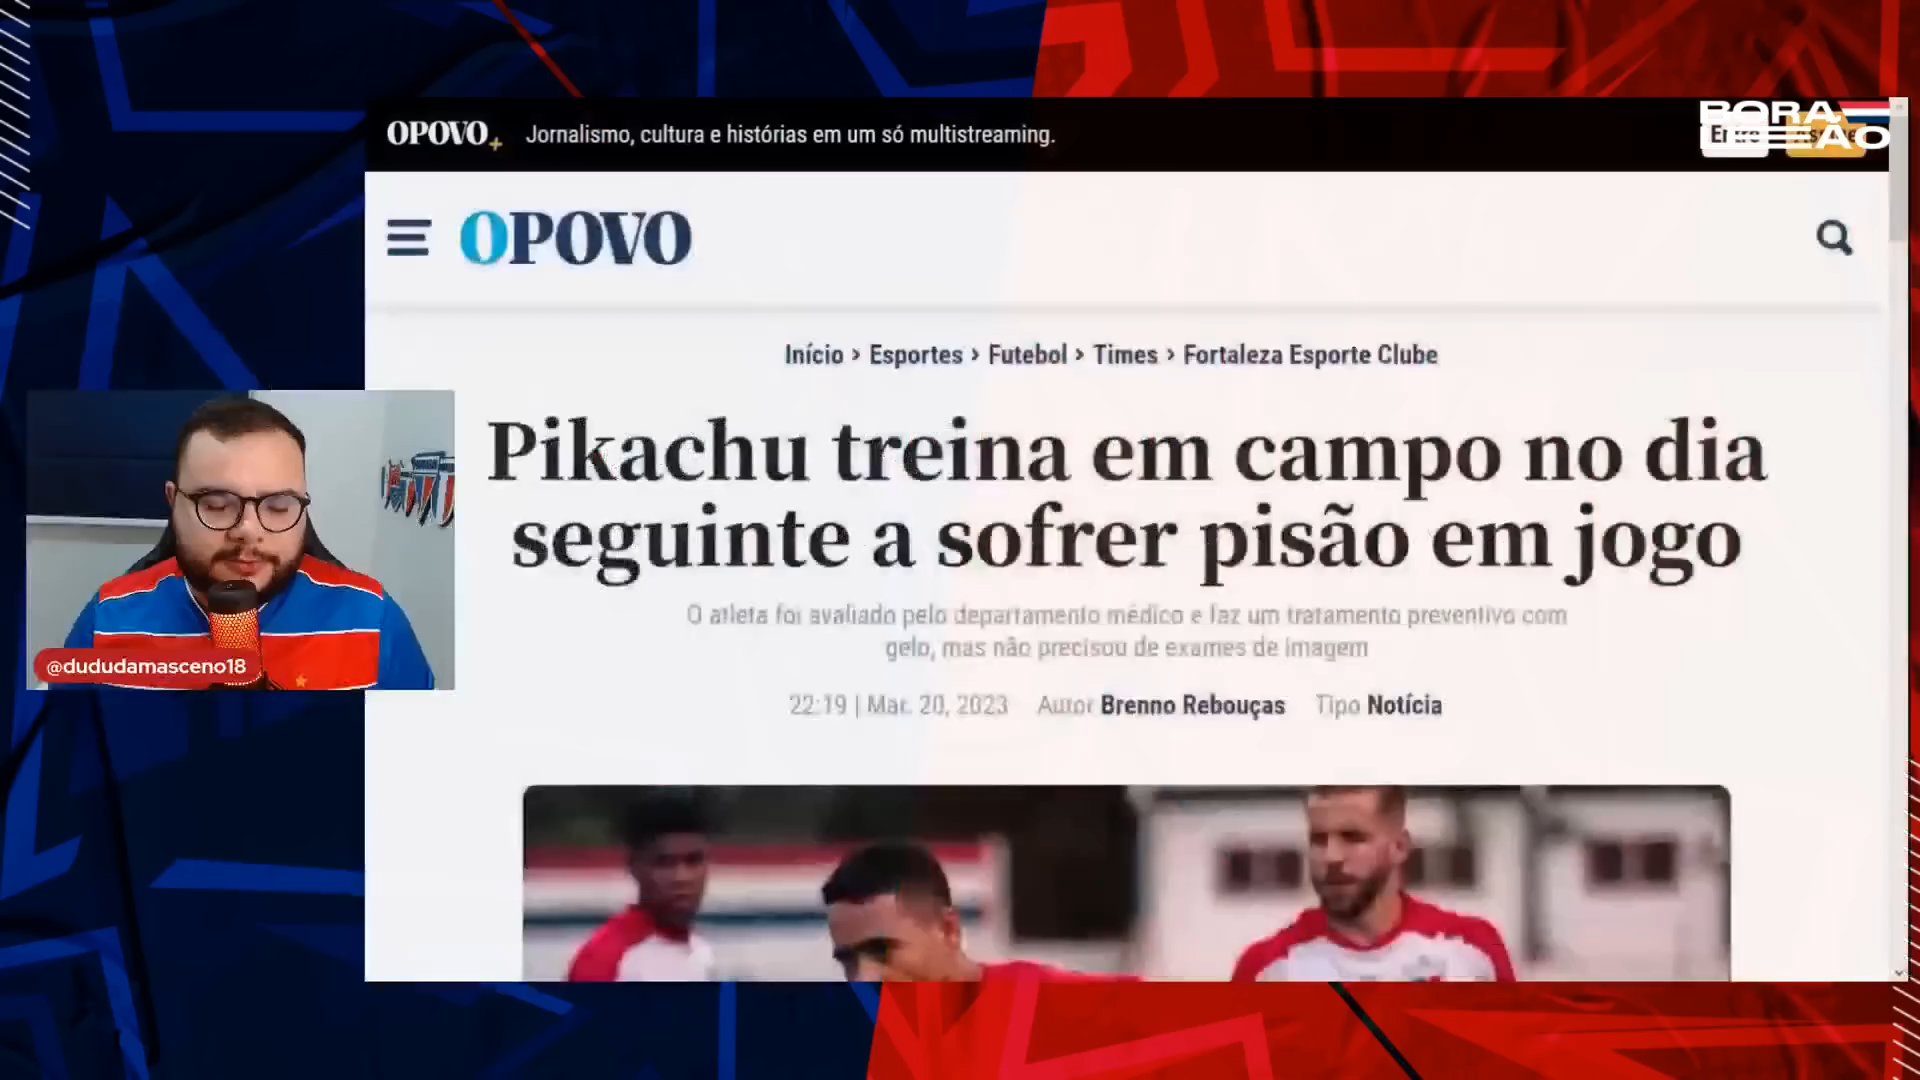 OPOVO+ Jornalismo, cultura e histórias em um só multistreaming.
BORA
LEÃO
OPOVO
Início › Esportes › Futebol › Times › Fortaleza Esporte Clube
Pikachu treina em campo no dia
seguinte a sofrer pisão em jogo
O atleta foi avaliado pelo departamento médico e faz um tratamento preventivo com
gelo, mas não precisou de exames de imagem
22:19 | Mar. 20, 2023 Autor Brenno Rebouças Tipo Notícia
@dududamasceno18